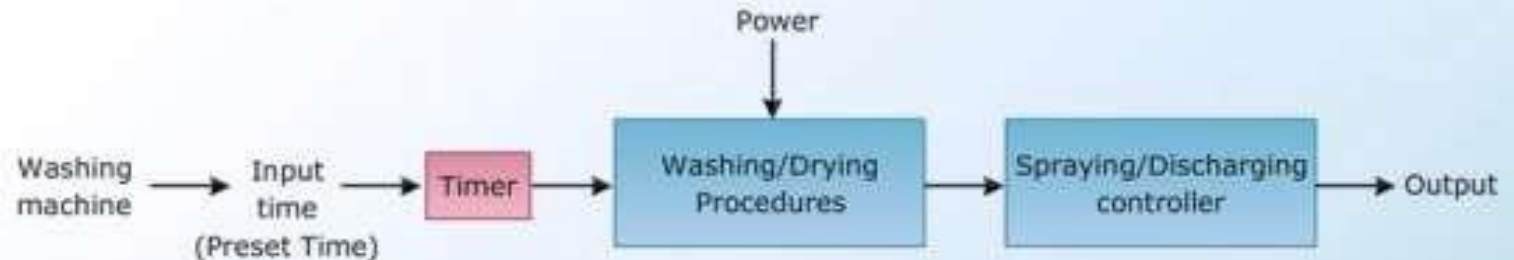 Power
Washing
machine
Input
time
(Preset Time)
Timer
Washing/Drying
Procedures
Spraying/Discharging
controller
Output